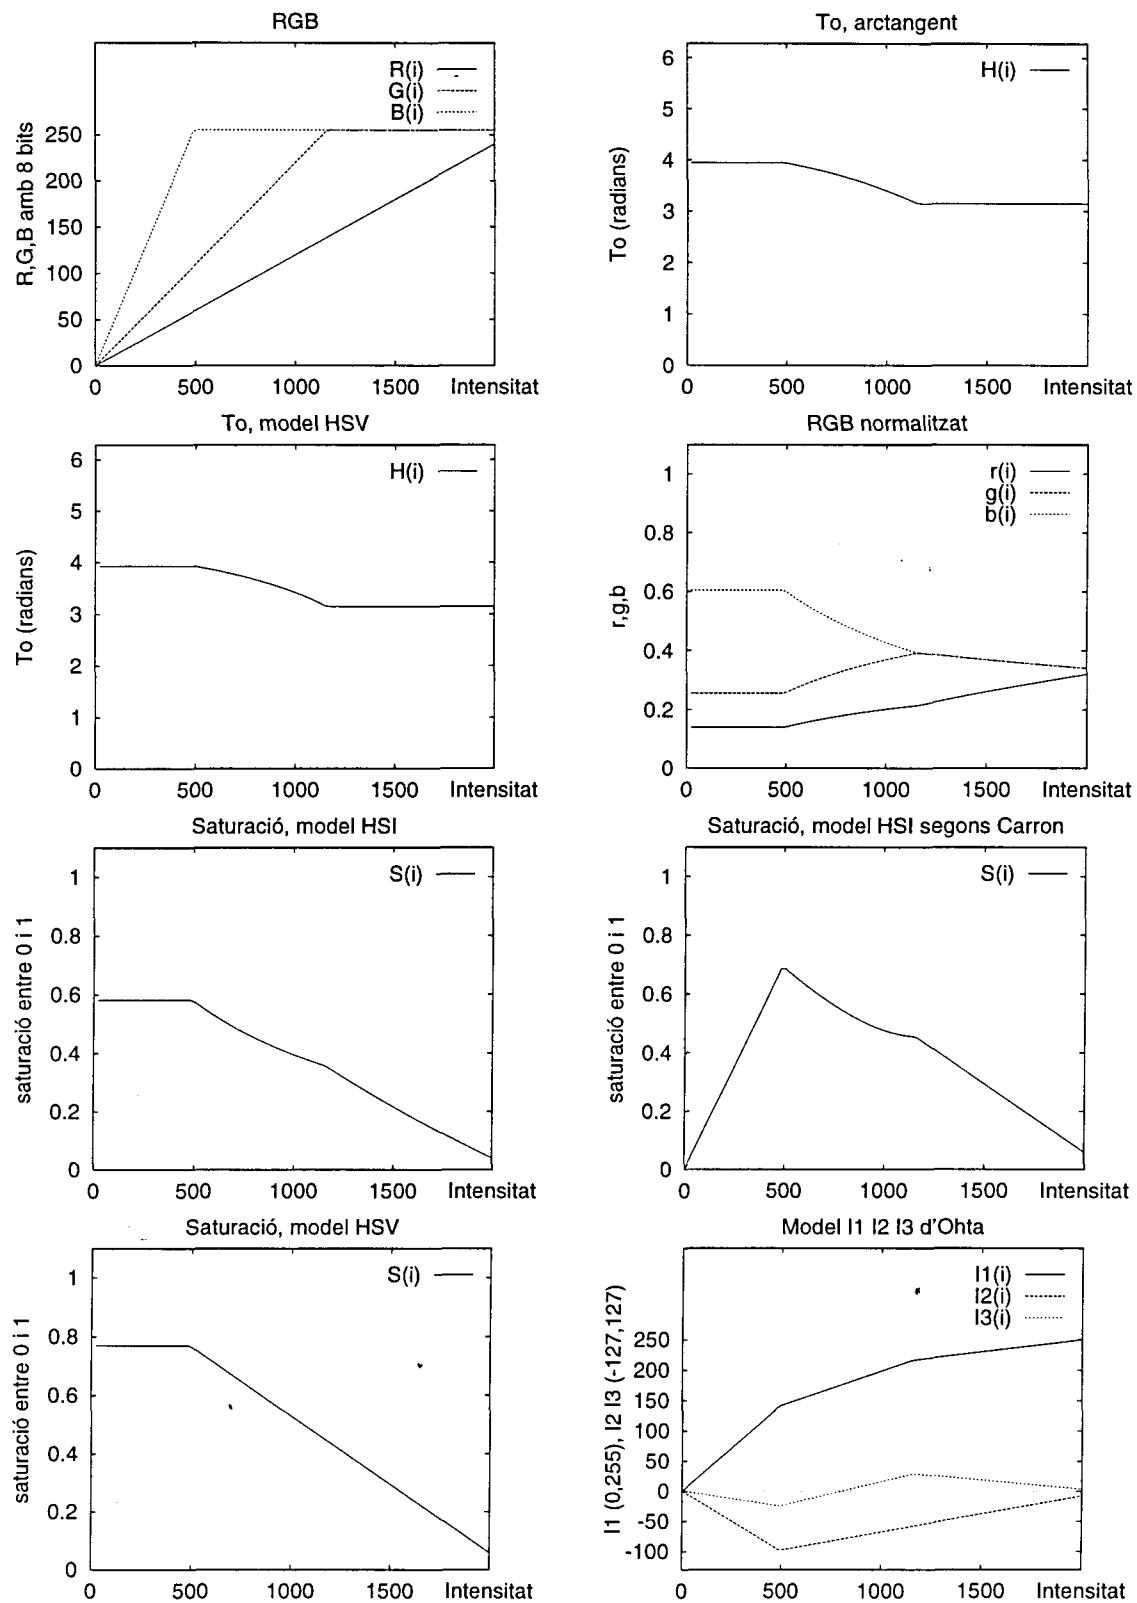 RGB
R(i)
G(i)
B(i)
R,G,B amb 8 bits
250
200
150
100
50
0
0 500 1000 1500 Intensitat
To, arctangent
H(i)
To (radians)
6
5
4
3
2
1
0
0 500 1000 1500 Intensitat
To, model HSV
H(i)
To (radians)
6
5
4
3
2
1
0
0 500 1000 1500 Intensitat
RGB normalitzat
r(i)
g(i)
b(i)
r,g,b
1
0.8
0.6
0.4
0.2
0
0 500 1000 1500 Intensitat
Saturació, model HSI
S(i)
saturació entre 0 i 1
1
0.8
0.6
0.4
0.2
0
0 500 1000 1500 Intensitat
Saturació, model HSI segons Carron
S(i)
saturació entre 0 i 1
1
0.8
0.6
0.4
0.2
0
0 500 1000 1500 Intensitat
Saturació, model HSV
S(i)
saturació entre 0 i 1
1
0.8
0.6
0.4
0.2
0
0 500 1000 1500 Intensitat
Model I1 I2 I3 d'Ohta
I1(i)
I2(i)
I3(i)
I1 (0,255), I2 I3 (-127,127)
250
200
150
100
50
0
-50
-100
0 500 1000 1500 Intensitat